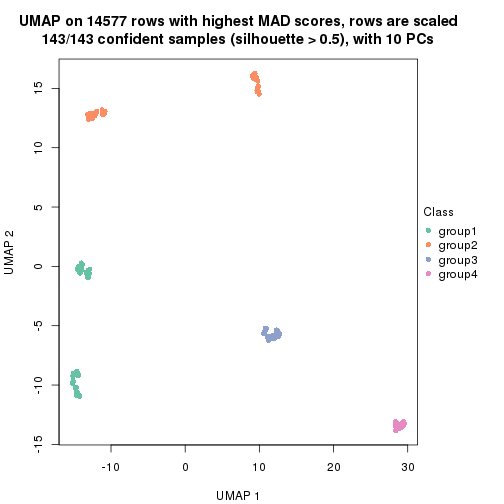 UMAP on 14577 rows with highest MAD scores, rows are scaled
143/143 confident samples (silhouette > 0.5), with 10 PCs
15
10
5
0
-5
-10
-15
UMAP 2
-10
0
10
20
30
UMAP 1
Class
group1
group2
group3
group4